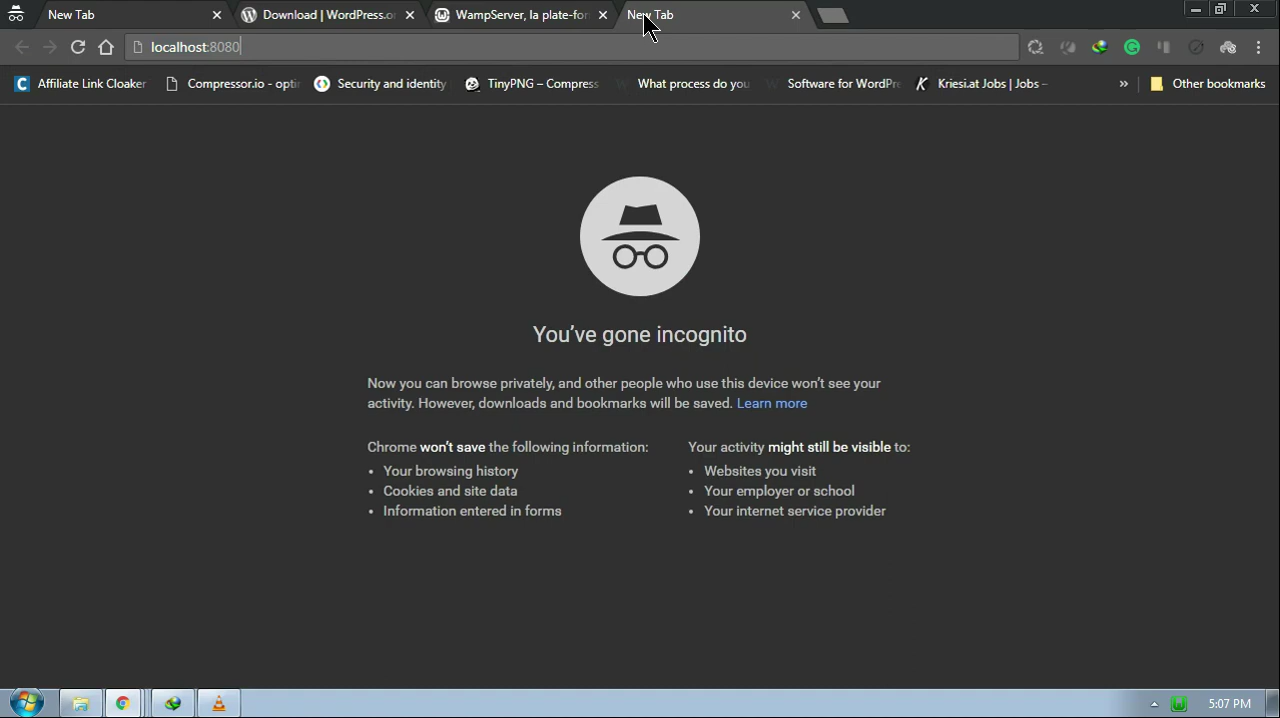 New Tab
Download | WordPress.o
WampServer, la plate-for
New Tab
localhost:8080
Affiliate Link Cloaker
Compressor.io - opti
Security and identity
TinyPNG – Compress
What process do you
Software for WordPr
Kriesi.at Jobs | Jobs –
»
Other bookmarks
You've gone incognito
Now you can browse privately, and other people who use this device won't see your
activity. However, downloads and bookmarks will be saved. Learn more
Chrome won't save the following information:
• Your browsing history
• Cookies and site data
• Information entered in forms
Your activity might still be visible to:
• Websites you visit
• Your employer or school
• Your internet service provider
5:07 PM